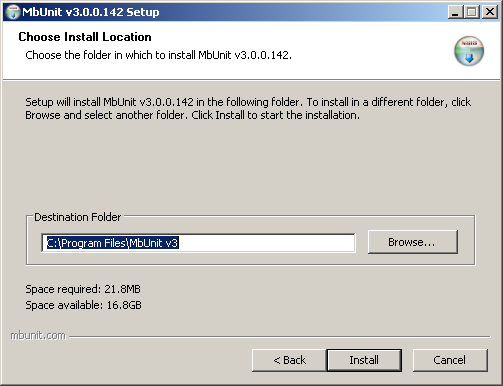 MbUnit v3.0.0.142 Setup
Choose Install Location
Choose the folder in which to install MbUnit v3.0.0.142.
Setup will install MbUnit v3.0.0.142 in the following folder. To install in a different folder, click
Browse and select another folder. Click Install to start the installation.
Destination Folder
C:\Program Files\MbUnit v3
Browse...
Space required: 21.8MB
Space available: 16.8GB
mbunit.com
< Back
Install
Cancel